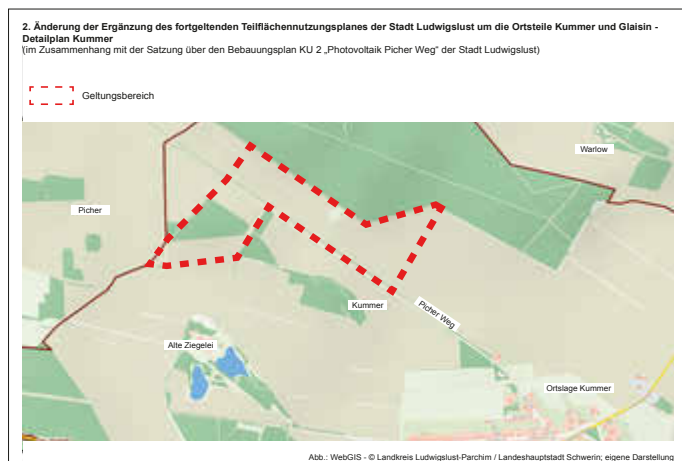 2. Änderung der Ergänzung des fortgeltenden Teilflächennutzungsplanes der Stadt Ludwigslust um die Ortsteile Kummer und Glaisin -
Detailplan Kummer
(im Zusammenhang mit der Satzung über den Bebauungsplan KU 2 „Photovoltaik Picher Weg" der Stadt Ludwigslust)
Geltungsbereich
Warlow
Picher
Kummer
Picher Weg
Alte Ziegelei
Ortslage Kummer
Abb.: WebGIS - © Landkreis Ludwigslust-Parchim / Landeshauptstadt Schwerin; eigene Darstellung